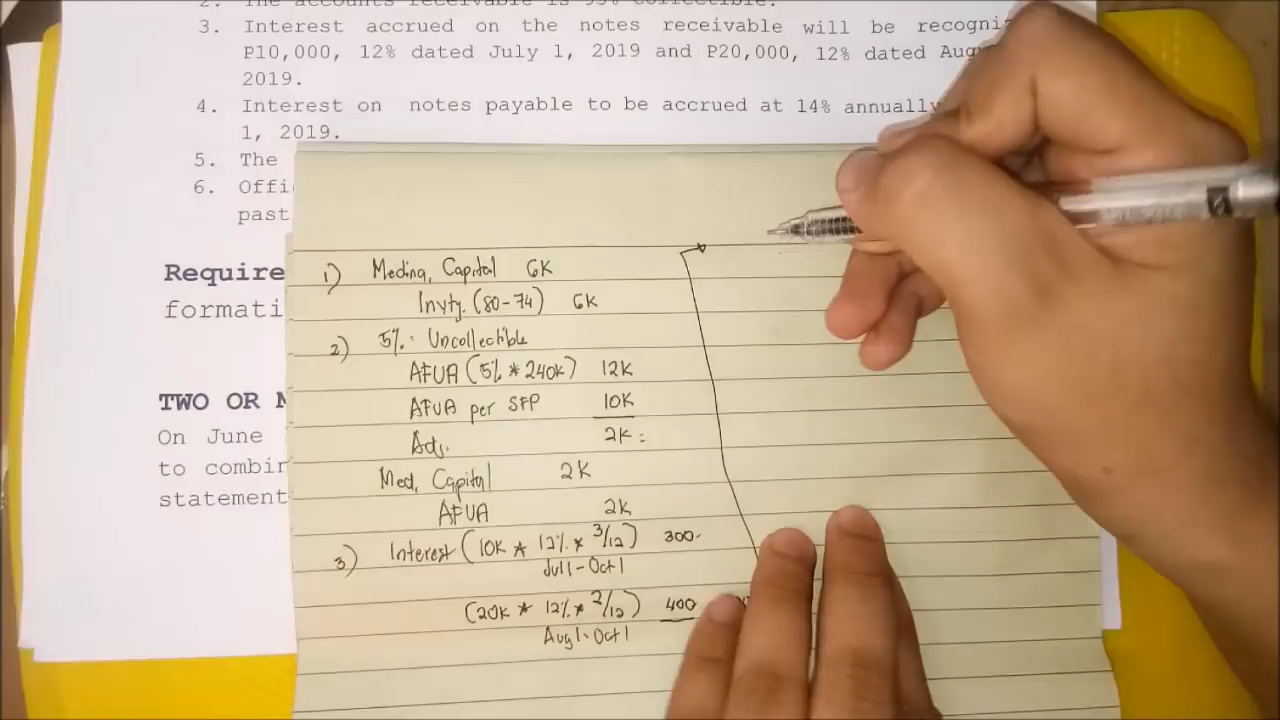 2. The accounts receivable is 95% collectible.
3. Interest accrued on the notes receivable will be
P10,000, 12% dated July 1, 2019 and P20,000, 12% dated
2019.
4. Interest on notes payable to be accrued at 14% annually
1, 2019.
5. The
6. Offi
past
Require
formati
TWO OR
On June
to combin
statement
1) Medina, Capital 6K
Invty. (80-74) 6K
2) 5% Uncollectible
AFUA (5% * 240K) 12K
AFUA per SFP 10K
Adj. 2K
Med, Capital 2K
AFUA 2K
3) Interest (10K * 12% * 3/12) 300
Jul 1 - Oct 1
(20K * 12% * 2/12) 400
Aug 1 - Oct 1